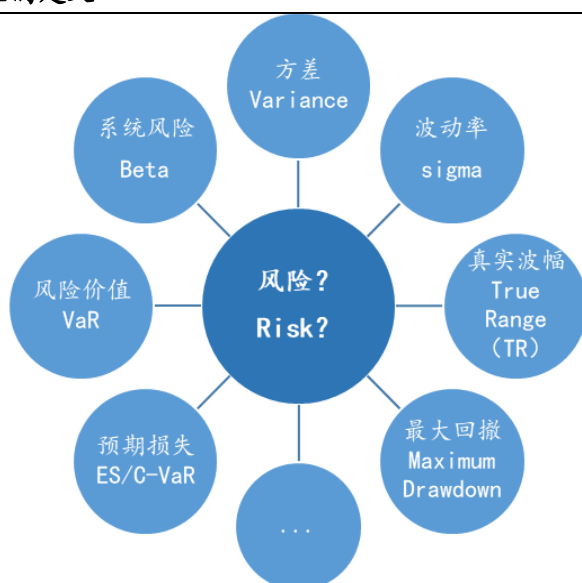 方差
Variance
波动率
sigma
真实波幅
True
Range
（TR）
最大回撤
Maximum
Drawdown
...
预期损失
ES/C-VaR
风险价值
VaR
系统风险
Beta
风险?
Risk?